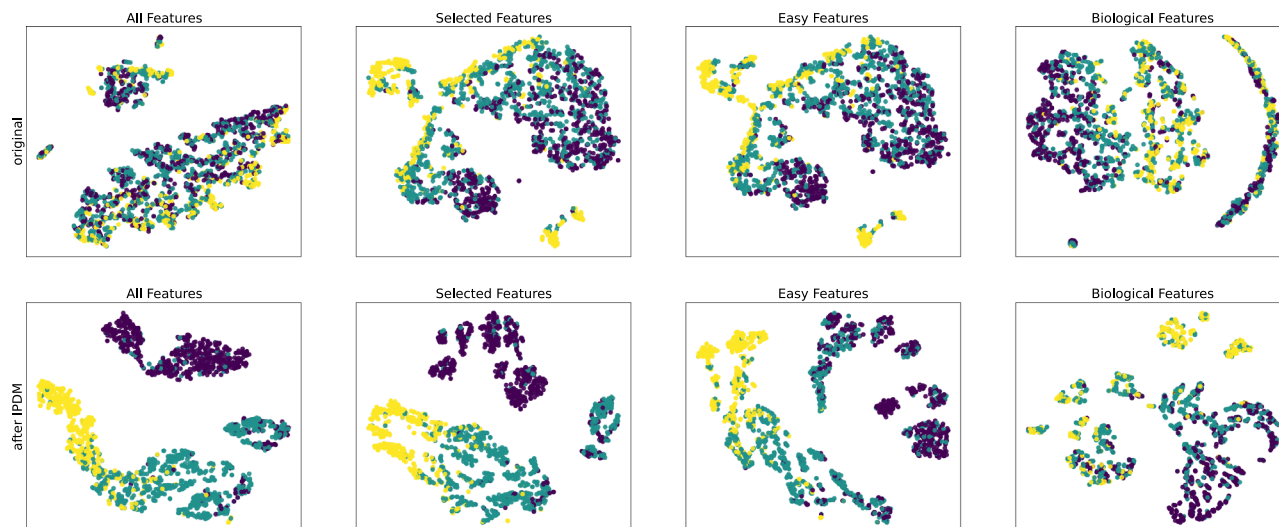 All Features
Selected Features
Easy Features
Biological Features
original
All Features
Selected Features
Easy Features
Biological Features
after IPDM